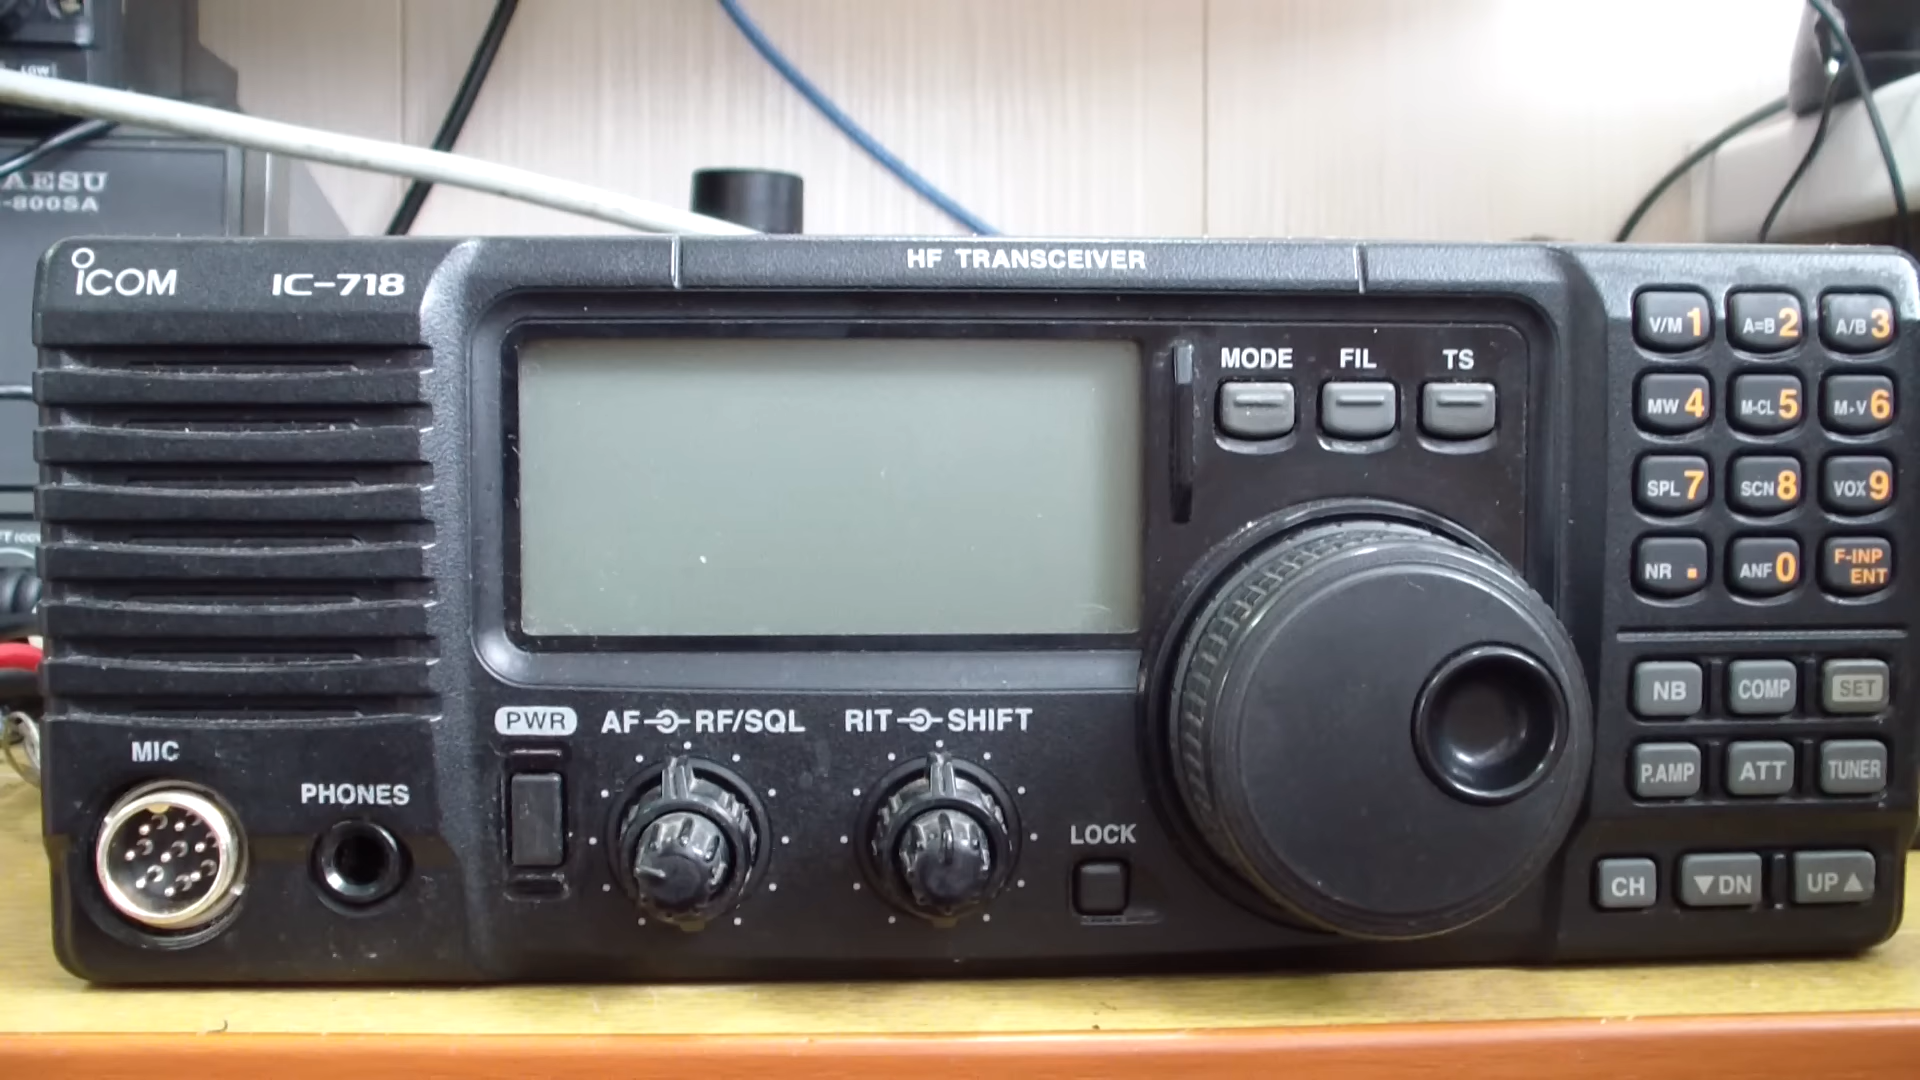 LOW
AESU
-800SA
ICOM
IC-718
HF TRANSCEIVER
MODE FIL TS
V/M 1 A=B 2 A/B 3
MW 4 M-CL 5 M▸V 6
SPL 7 SCN 8 VOX 9
NR . ANF 0 F-INP ENT
NB COMP SET
P.AMP ATT TUNER
CH ▼DN UP▲
PWR AF RF/SQL RIT SHIFT
MIC
PHONES
LOCK